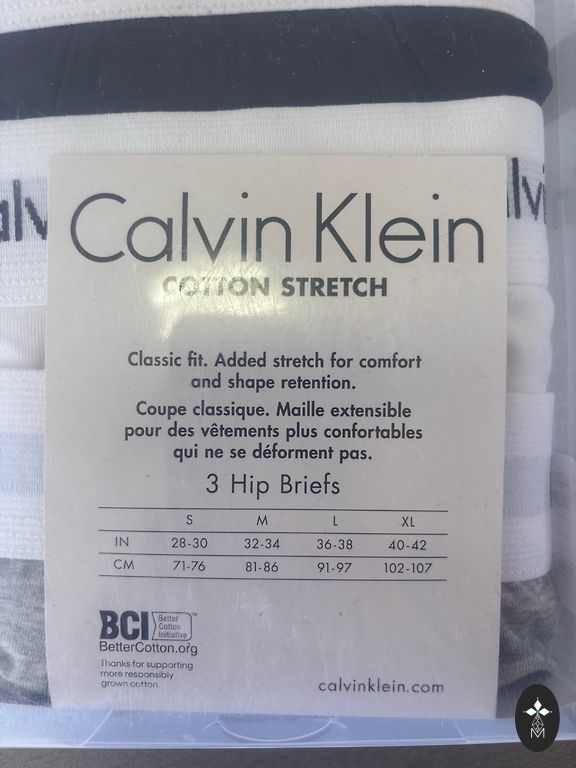 Calvin Klein
COTTON STRETCH
Classic fit. Added stretch for comfort
and shape retention.
Coupe classique. Maille extensible
pour des vêtements plus confortables
qui ne se déforment pas.
3 Hip Briefs
S M L XL
IN 28-30 32-34 36-38 40-42
CM 71-76 81-86 91-97 102-107
BCI Better
Cotton
Initiative™
BetterCotton.org
Thanks for supporting
more responsibly
grown cotton.
calvinklein.com
alv
lvi
M